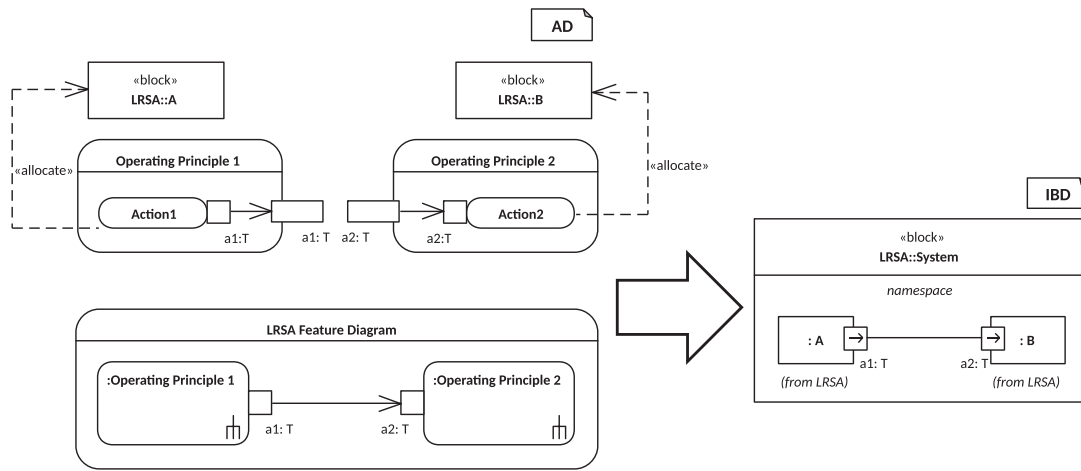 AD
«block»
LRSA::A
«block»
LRSA::B
Operating Principle 1
Operating Principle 2
«allocate»
«allocate»
Action1
Action2
a1:T
a1: T
a2: T
a2:T
LRSA Feature Diagram
:Operating Principle 1
:Operating Principle 2
a1: T
a2: T
IBD
«block»
LRSA::System
namespace
: A
: B
a1: T
a2: T
(from LRSA)
(from LRSA)